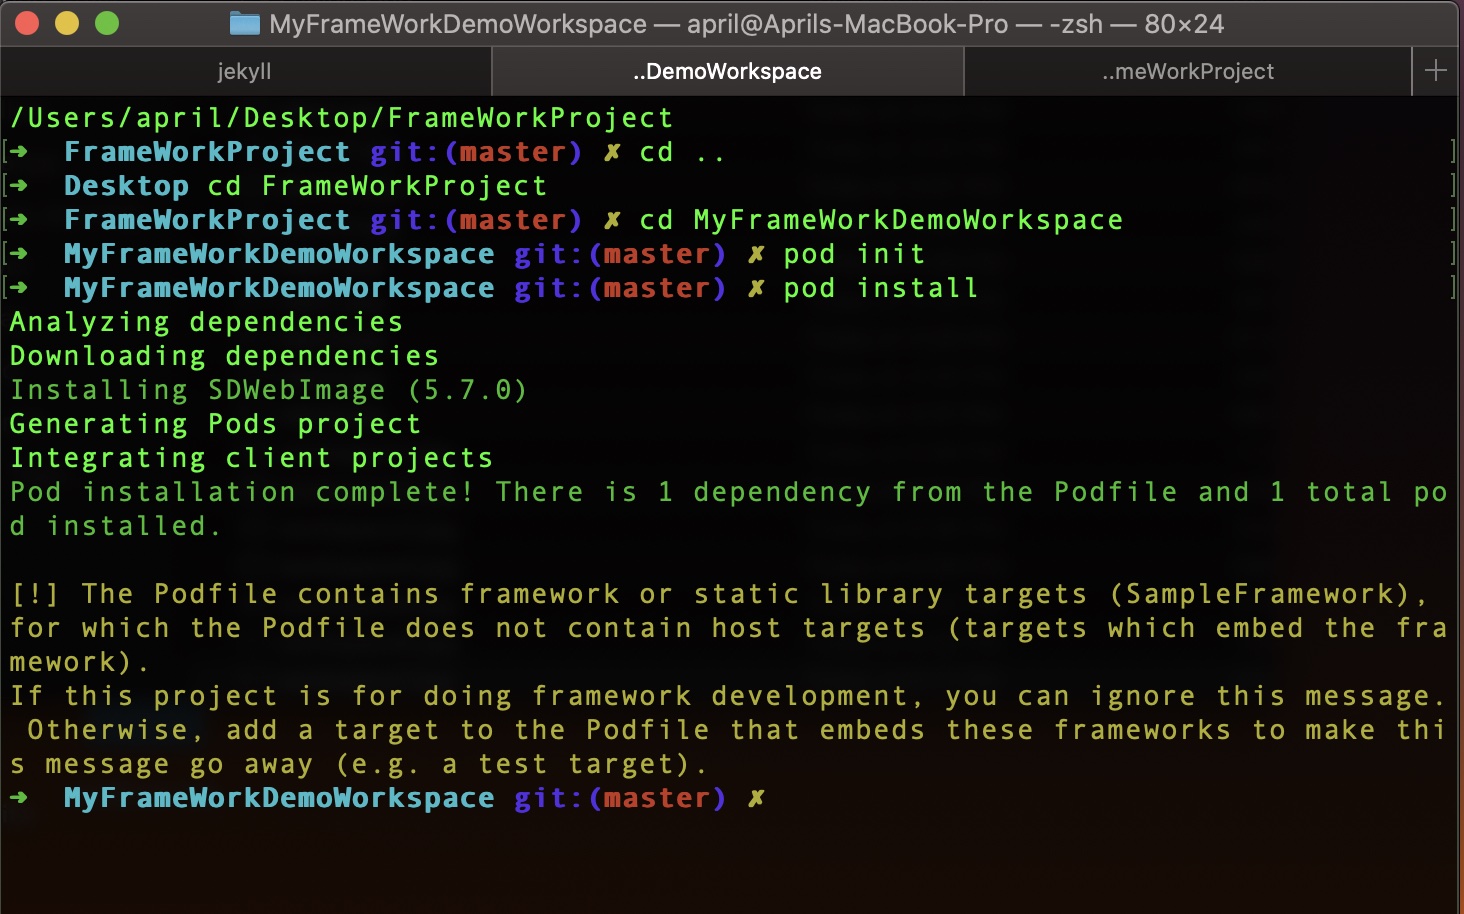 MyFrameWorkDemoWorkspace — april@Aprils-MacBook-Pro — -zsh — 80×24
jekyll
..DemoWorkspace
..meWorkProject
/Users/april/Desktop/FrameWorkProject
[➜  FrameWorkProject git:(master) ✗ cd .. ]
[➜  Desktop cd FrameWorkProject ]
[➜  FrameWorkProject git:(master) ✗ cd MyFrameWorkDemoWorkspace ]
[➜  MyFrameWorkDemoWorkspace git:(master) ✗ pod init ]
[➜  MyFrameWorkDemoWorkspace git:(master) ✗ pod install ]
Analyzing dependencies
Downloading dependencies
Installing SDWebImage (5.7.0)
Generating Pods project
Integrating client projects
Pod installation complete! There is 1 dependency from the Podfile and 1 total po
d installed.
[!] The Podfile contains framework or static library targets (SampleFramework),
for which the Podfile does not contain host targets (targets which embed the fra
mework).
If this project is for doing framework development, you can ignore this message.
 Otherwise, add a target to the Podfile that embeds these frameworks to make thi
s message go away (e.g. a test target).
➜  MyFrameWorkDemoWorkspace git:(master) ✗